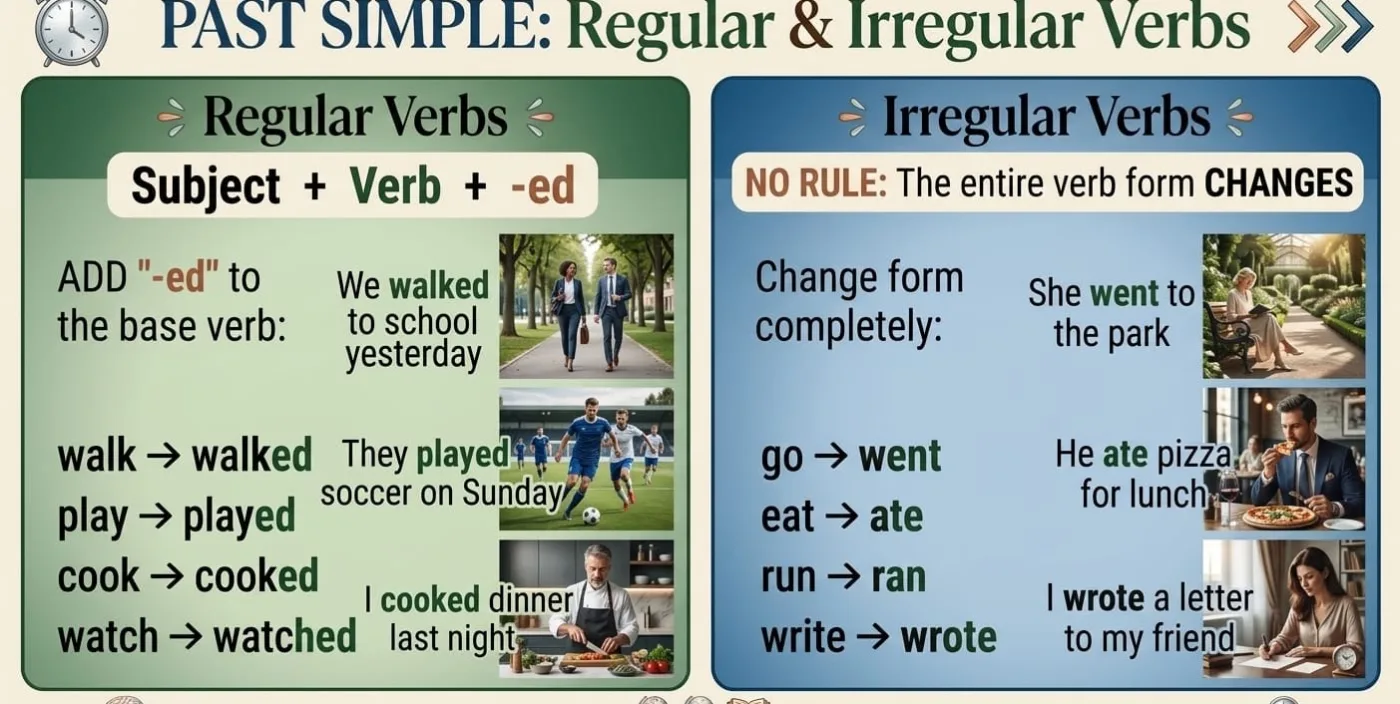 PAST SIMPLE: Regular & Irregular Verbs
Regular Verbs
Subject + Verb + -ed
ADD "-ed" to
the base verb:
We walked
to school
yesterday
walk → walked
play → played
cook → cooked
watch → watched
They played
soccer on Sunday
I cooked dinner
last night
Irregular Verbs
NO RULE: The entire verb form CHANGES
Change form
completely:
She went to
the park
go → went
eat → ate
run → ran
write → wrote
He ate pizza
for lunch
I wrote a letter
to my friend